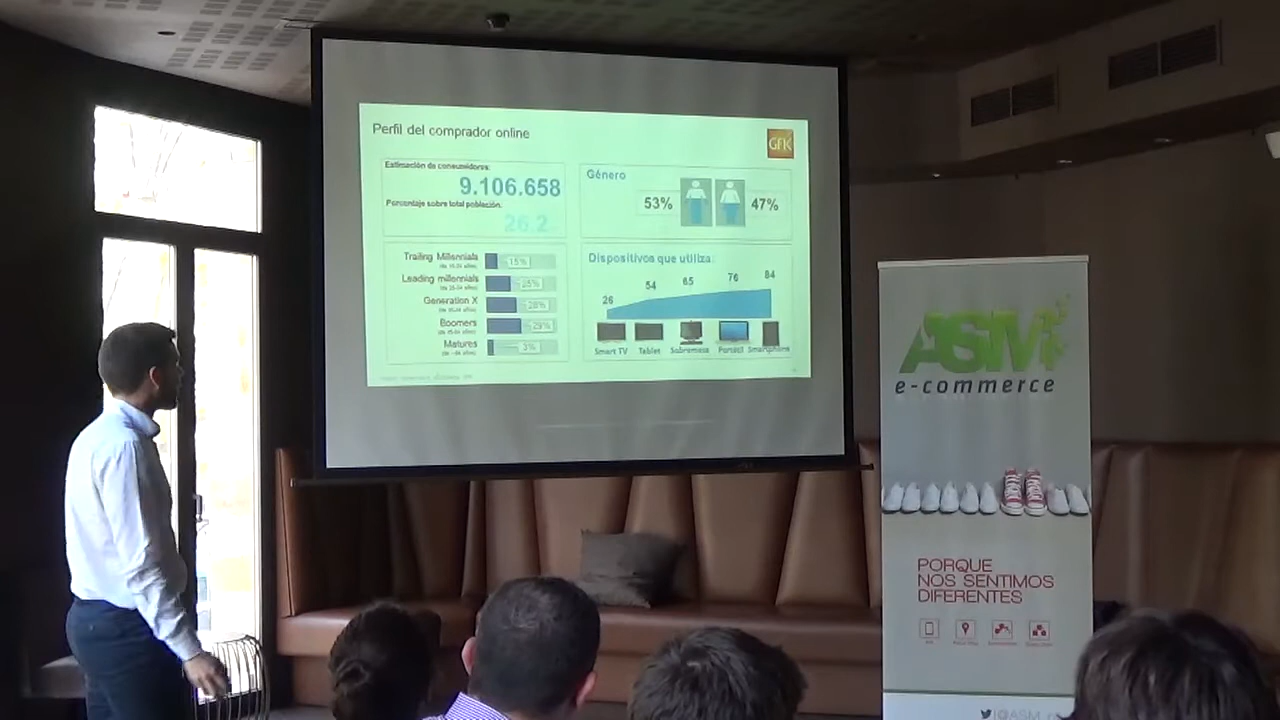 Perfil del comprador online
GFK
Estimación de consumidores:
9.106.658
Porcentaje sobre total población:
26.2
Género
53%
47%
Trailing Millennials
15%
Leading millennials
25%
Generation X
28%
Boomers
29%
Matures
3%
Dispositivos que utiliza:
26 54 65 76 84
Smart TV Tablet Sobremesa Portátil Smartphone
ASM
e-commerce
PORQUE
NOS SENTIMOS
DIFERENTES
@ASM